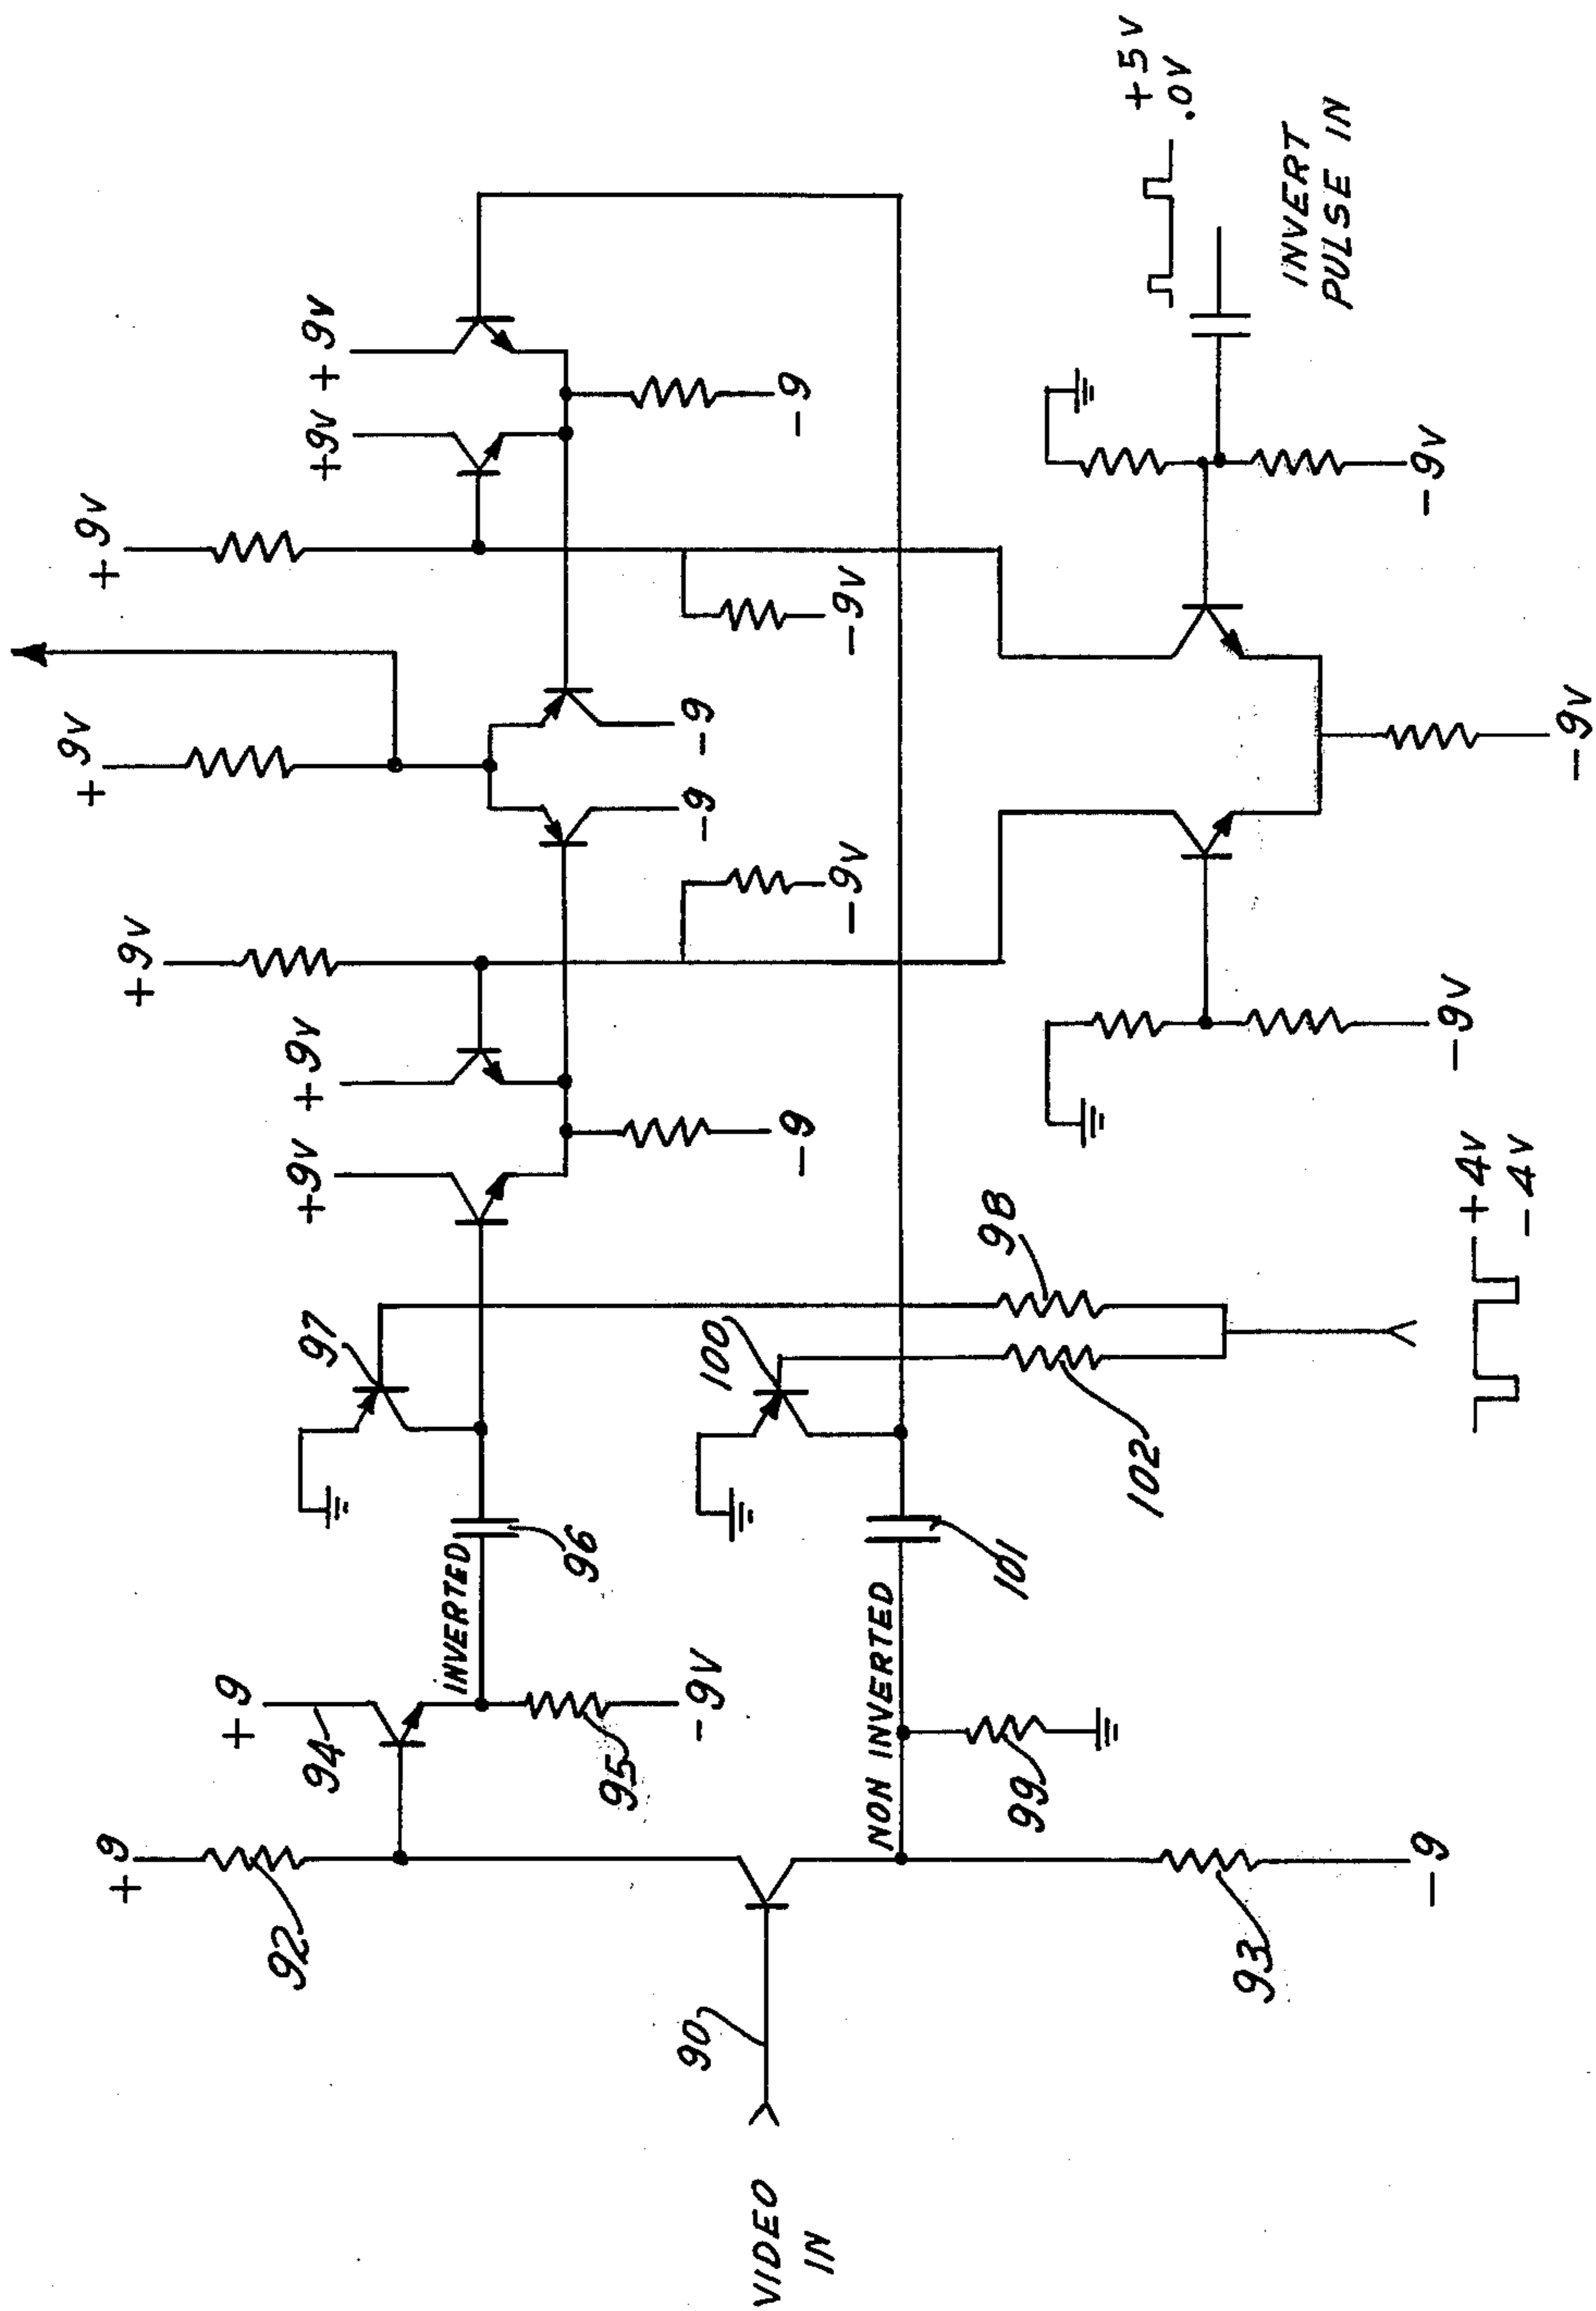 +9
+9V
+9V
+9V
+9
92
94
97
+9V
+9V
+9V
+9V
INVERTED
96
95
-9V
90
100
-9
-9
VIDEO
IN
-9
-9
-9V
-9V
NON INVERTED
99
101
98
102
+5V
.0V
93
INVERT
PULSE IN
-9
-9V
-9V
+4V
-4V
-9V